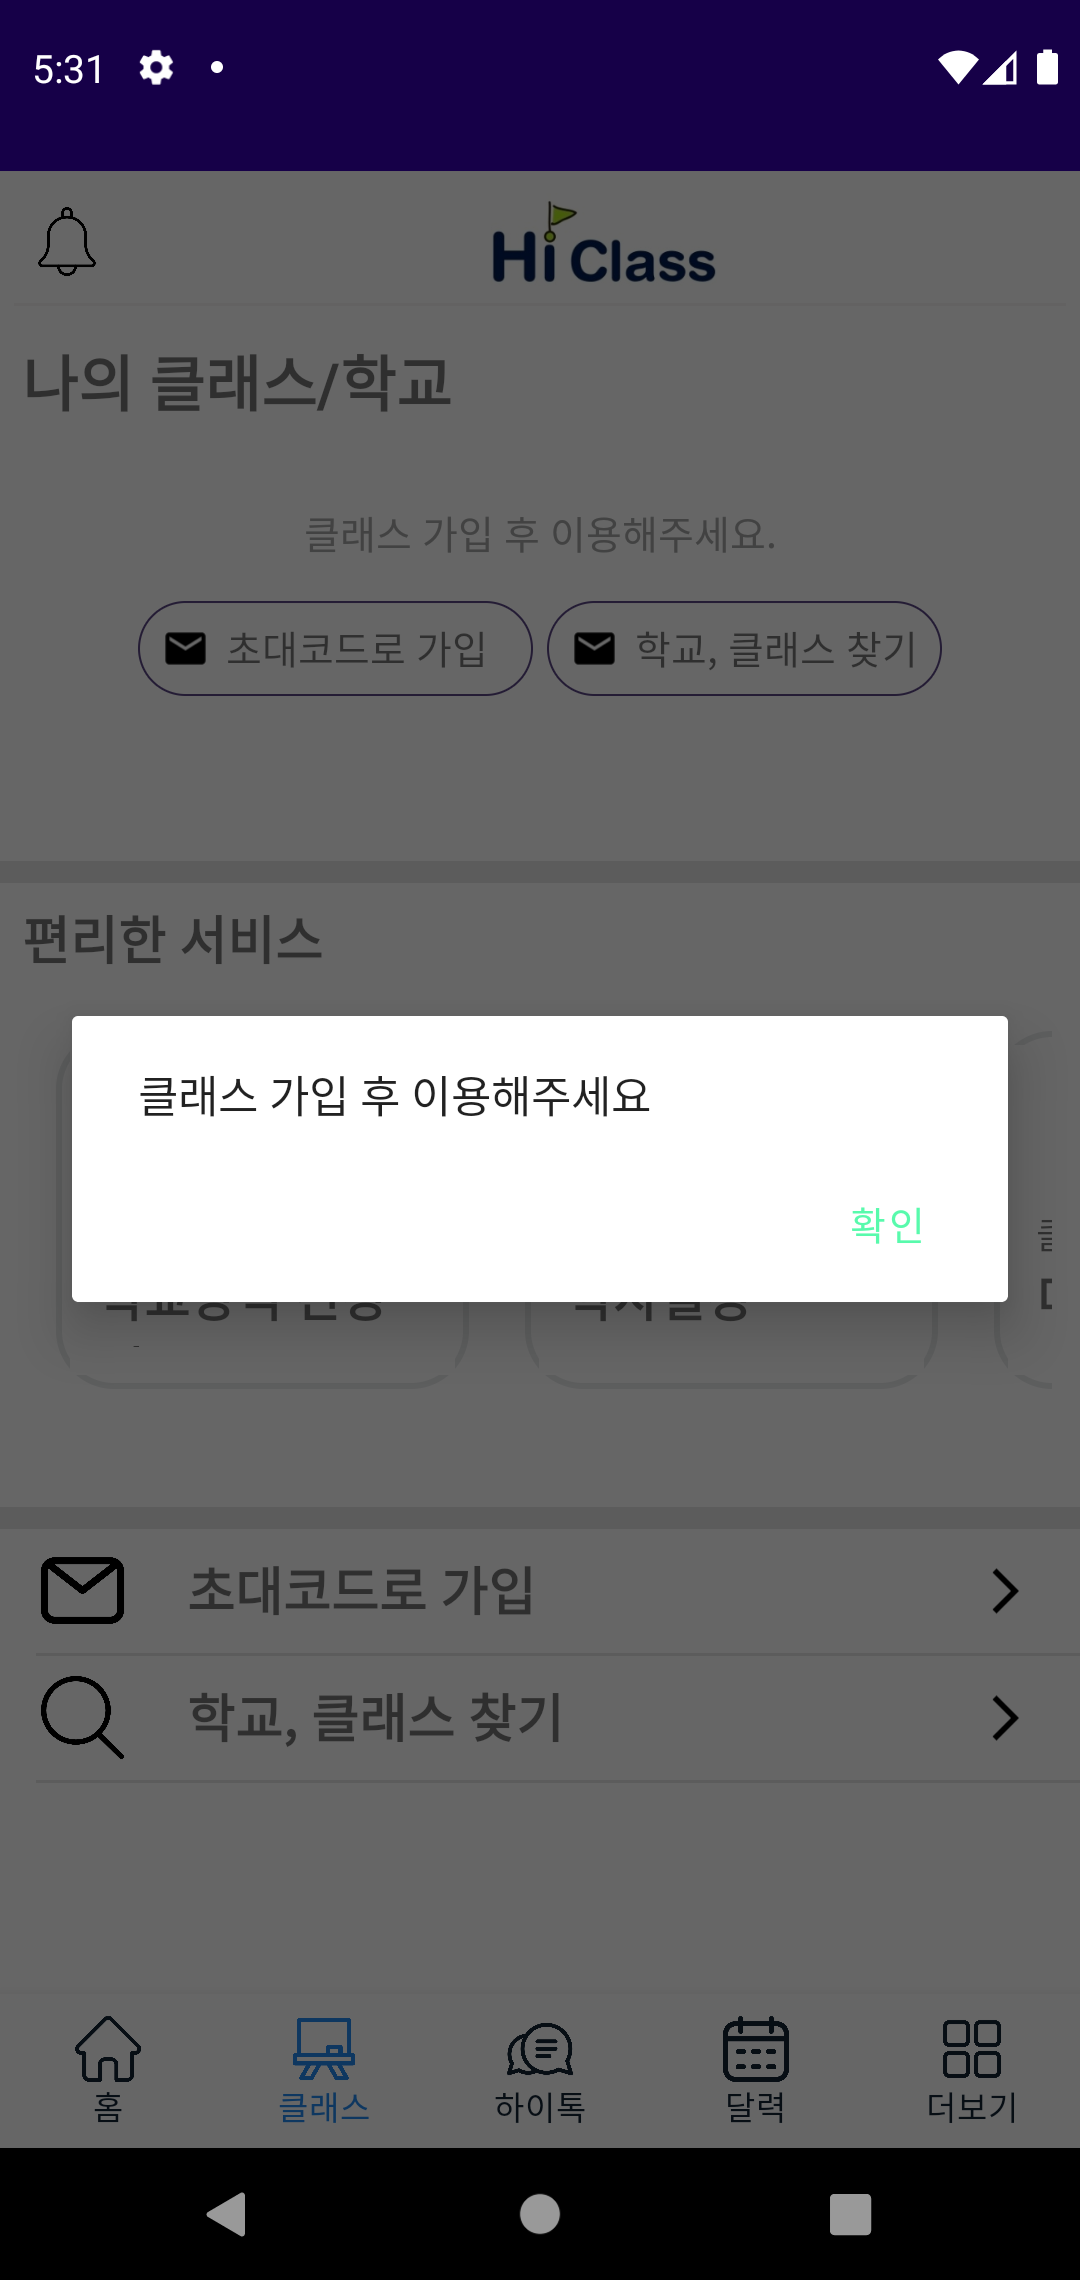 5:31
Hi Class
나의 클래스/학교
클래스 가입 후 이용해주세요.
초대코드로 가입
학교, 클래스 찾기
편리한 서비스
클래스 가입 후 이용해주세요
확인
초대코드로 가입
학교, 클래스 찾기
홈
클래스
하이톡
달력
더보기